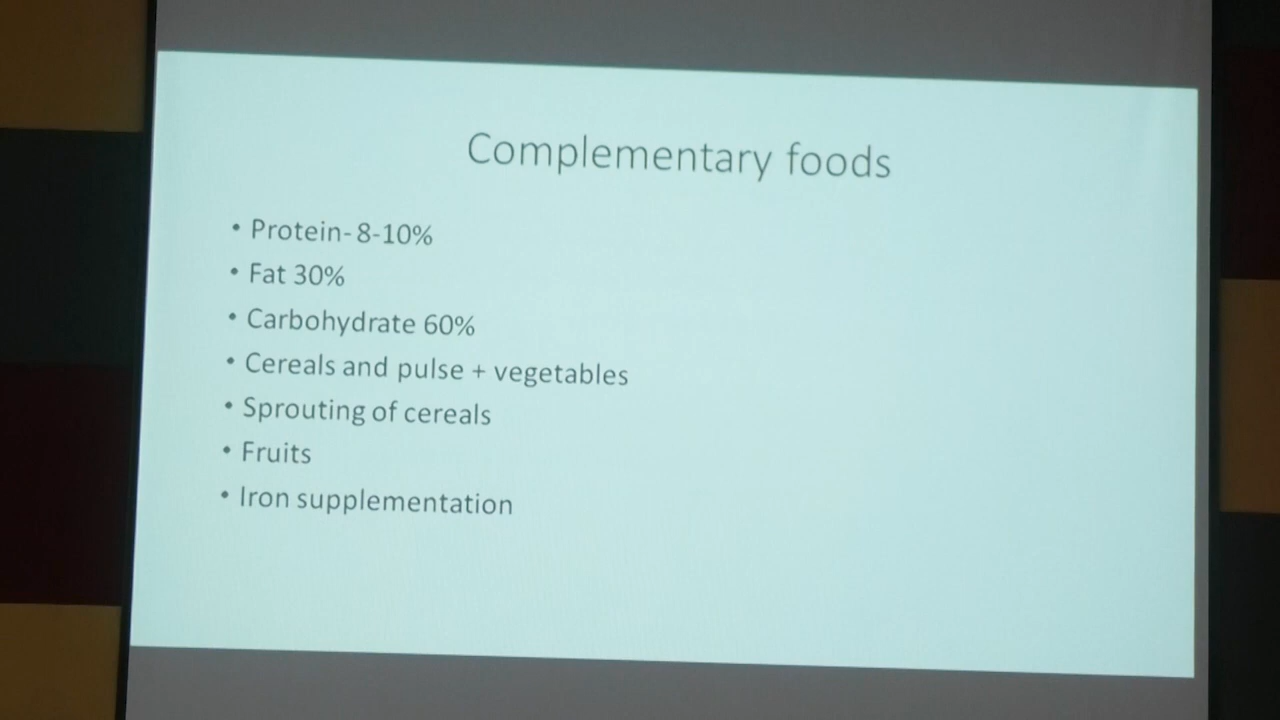 Complementary foods
• Protein- 8-10%
• Fat 30%
• Carbohydrate 60%
• Cereals and pulse + vegetables
• Sprouting of cereals
• Fruits
• Iron supplementation